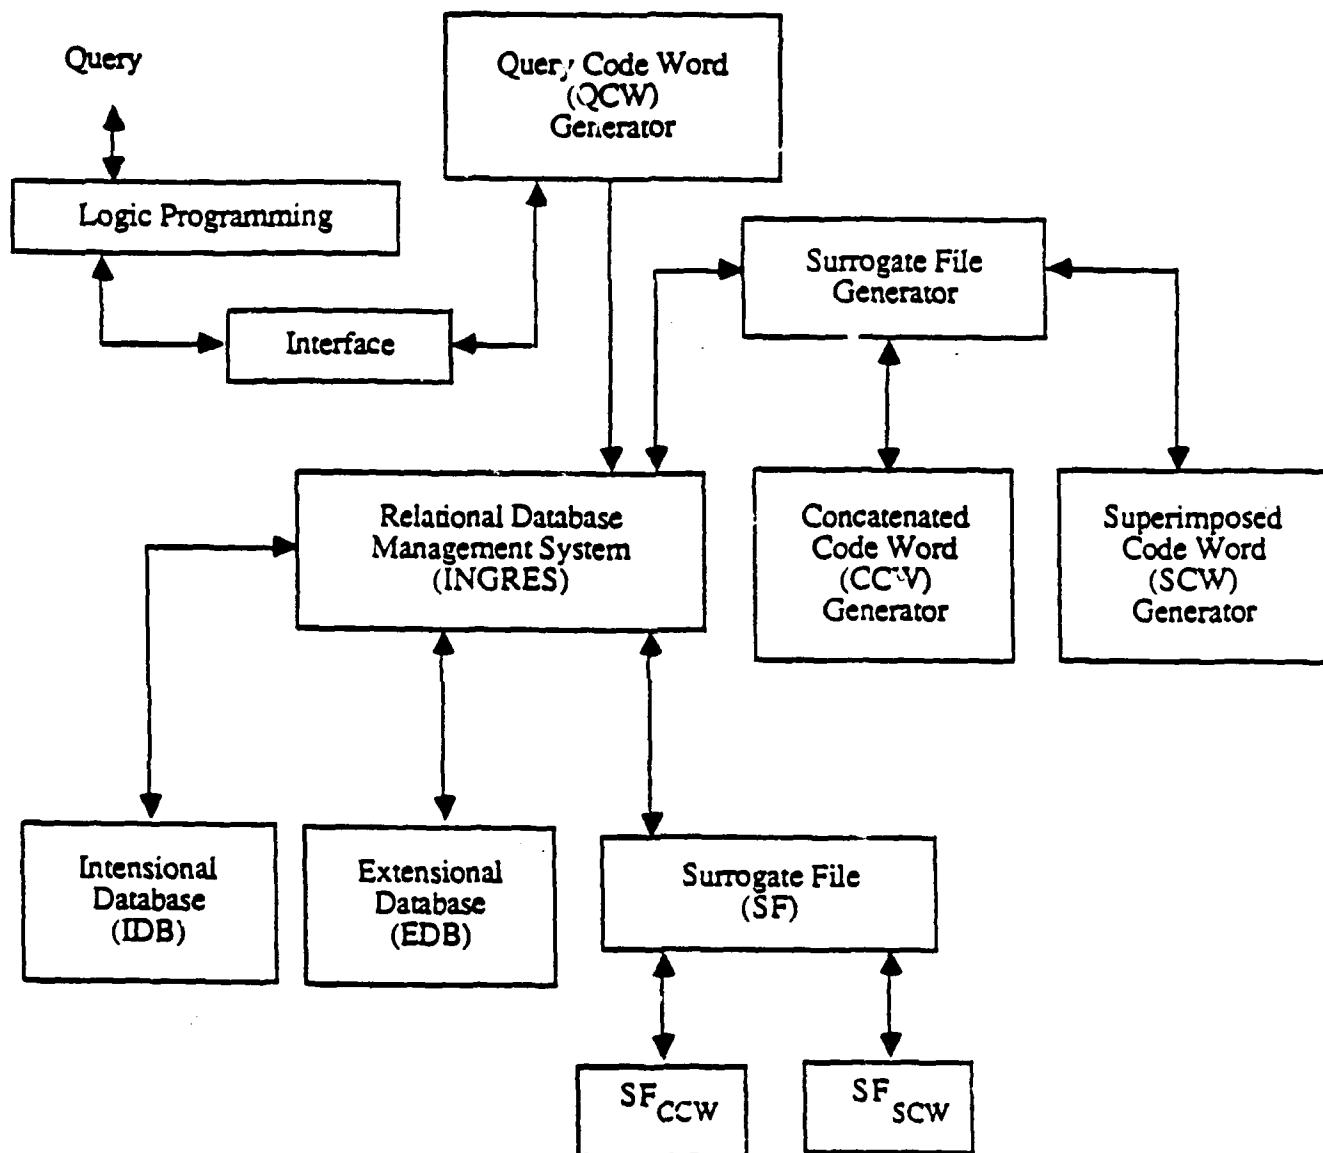 Query
Query Code Word
(QCW)
Generator
Logic Programming
Interface
Surrogate File
Generator
Relational Database
Management System
(INGRES)
Concatenated
Code Word
(CCW)
Generator
Superimposed
Code Word
(SCW)
Generator
Intensional
Database
(IDB)
Extensional
Database
(EDB)
Surrogate File
(SF)
SF CCW
SF SCW